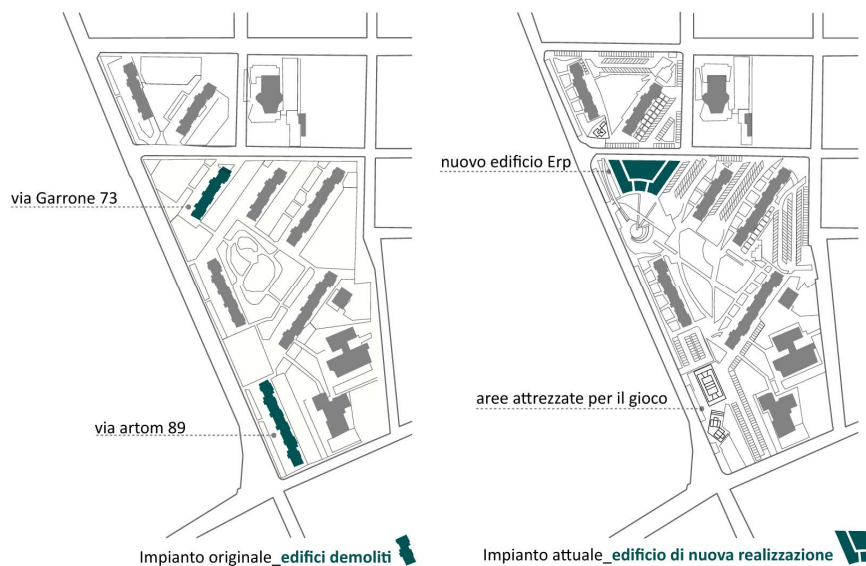 via Garrone 73
via artom 89
Impianto originale_edifici demoliti
nuovo edificio Erp
aree attrezzate per il gioco
Impianto attuale_edificio di nuova realizzazione